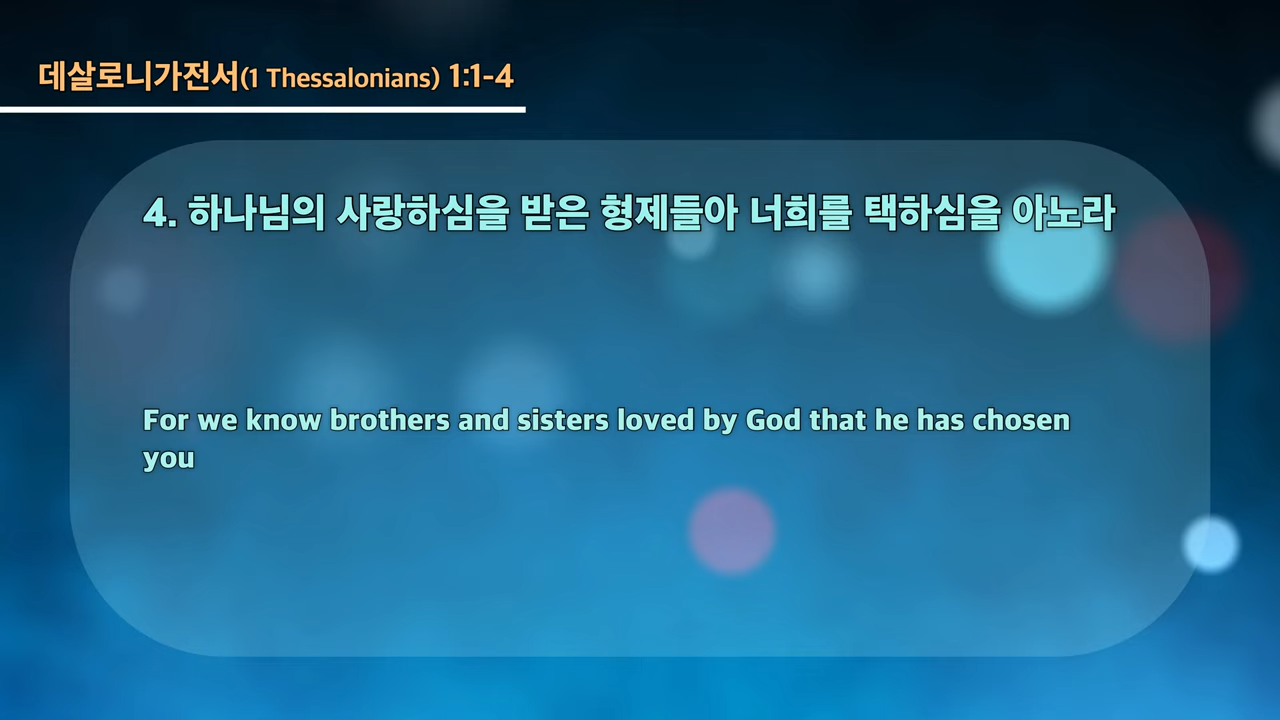 데살로니가전서(1 Thessalonians) 1:1-4
4. 하나님의 사랑하심을 받은 형제들아 너희를 택하심을 아노라
For we know brothers and sisters loved by God that he has chosen
you